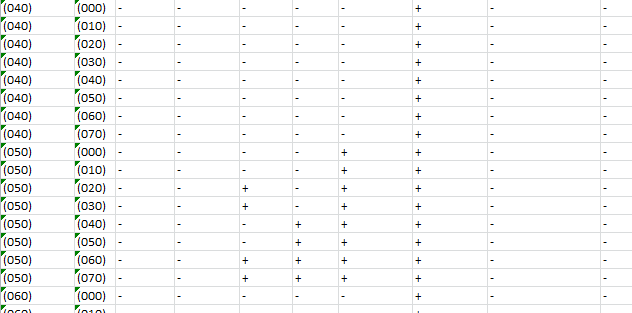 (040) (000) - - - - - + - -
(040) (010) - - - - - + - -
(040) (020) - - - - - + - -
(040) (030) - - - - - + - -
(040) (040) - - - - - + - -
(040) (050) - - - - - + - -
(040) (060) - - - - - + - -
(040) (070) - - - - - + - -
(050) (000) - - - - + + - -
(050) (010) - - - - + + - -
(050) (020) - - + - + + - -
(050) (030) - - + - + + - -
(050) (040) - - - + + + - -
(050) (050) - - - + + + - -
(050) (060) - - + + + + - -
(050) (070) - - + + + + - -
(060) (000) - - - - - + - -